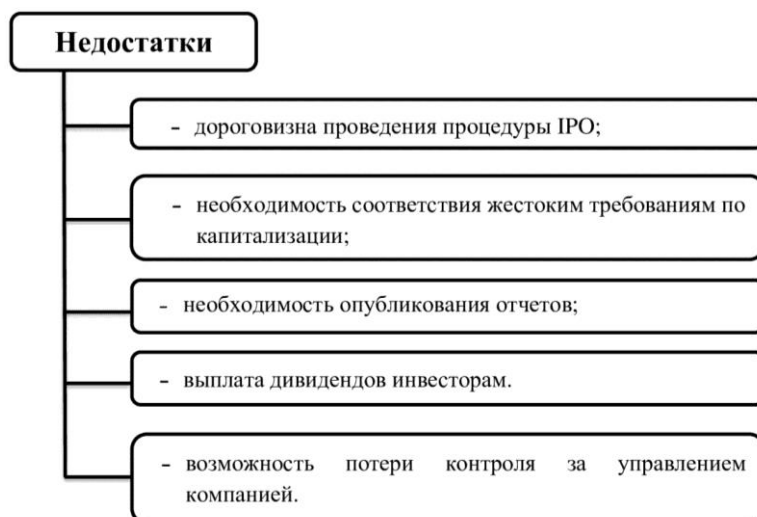 Недостатки
- дороговизна проведения процедуры IPO;
- необходимость соответствия жестоким требованиям по
капитализации;
- необходимость опубликования отчетов;
- выплата дивидендов инвесторам.
- возможность потери контроля за управлением
компанией.